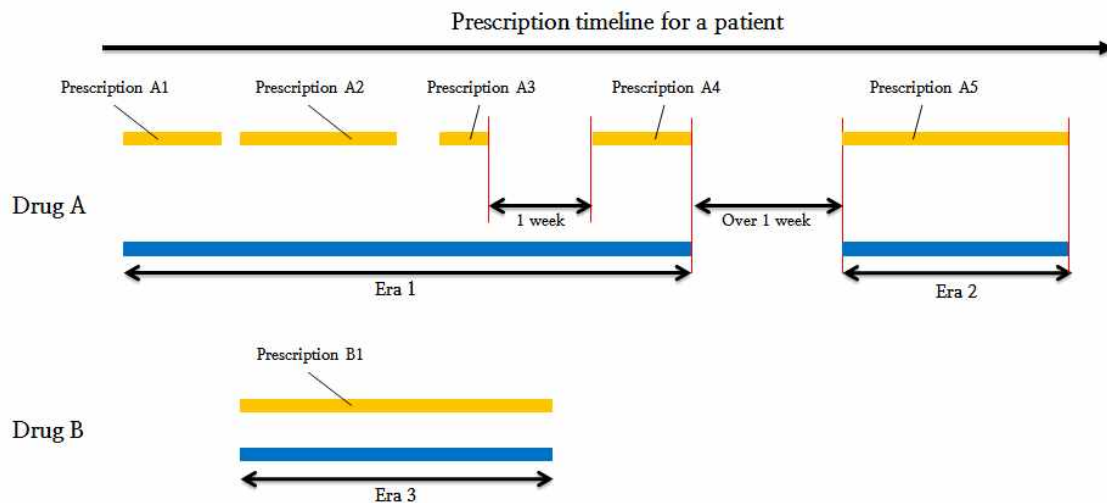 Prescription timeline for a patient
Prescription A1
Prescription A2
Prescription A3
Prescription A4
Prescription A5
Drug A
1 week
Over 1 week
Era 1
Era 2
Prescription B1
Drug B
Era 3